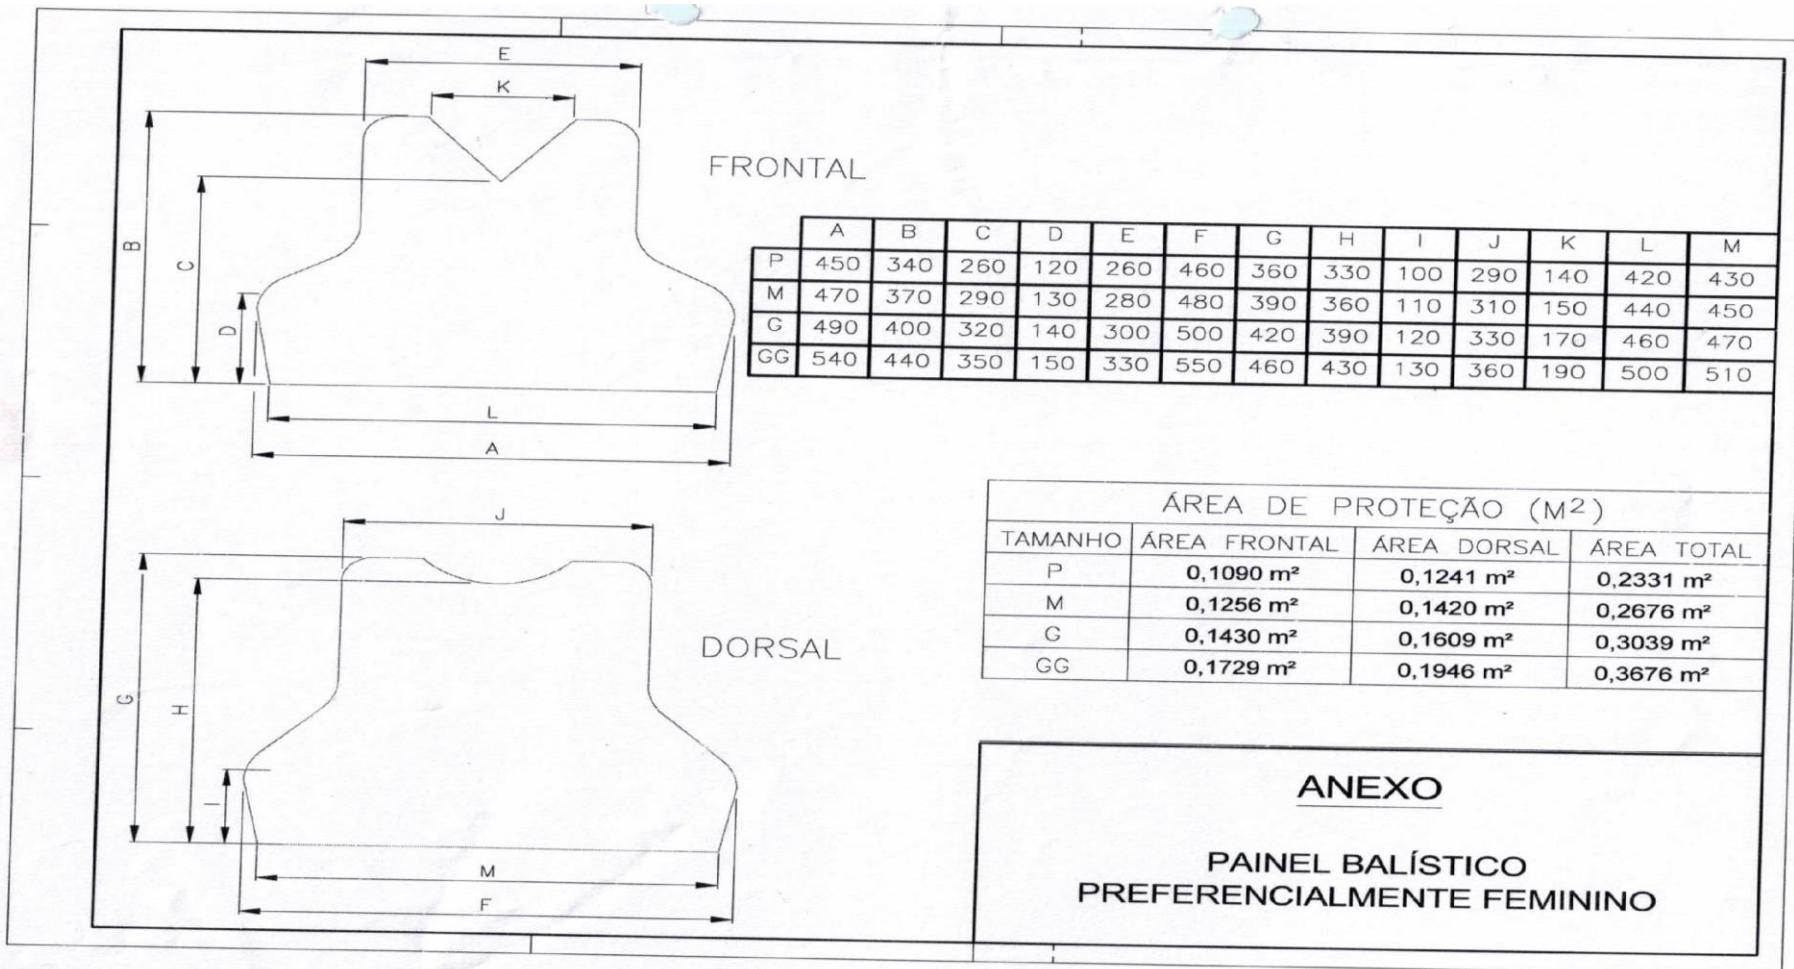 E
K
FRONTAL
B
C
D
L
A
A B C D E F G H I J K L M
P 450 340 260 120 260 460 360 330 100 290 140 420 430
M 470 370 290 130 280 480 390 360 110 310 150 440 450
G 490 400 320 140 300 500 420 390 120 330 170 460 470
GG 540 440 350 150 330 550 460 430 130 360 190 500 510
J
DORSAL
G
H
I
M
F
ÁREA DE PROTEÇÃO (M²)
TAMANHO ÁREA FRONTAL ÁREA DORSAL ÁREA TOTAL
P 0,1090 m² 0,1241 m² 0,2331 m²
M 0,1256 m² 0,1420 m² 0,2676 m²
G 0,1430 m² 0,1609 m² 0,3039 m²
GG 0,1729 m² 0,1946 m² 0,3676 m²
ANEXO
PAINEL BALÍSTICO
PREFERENCIALMENTE FEMININO